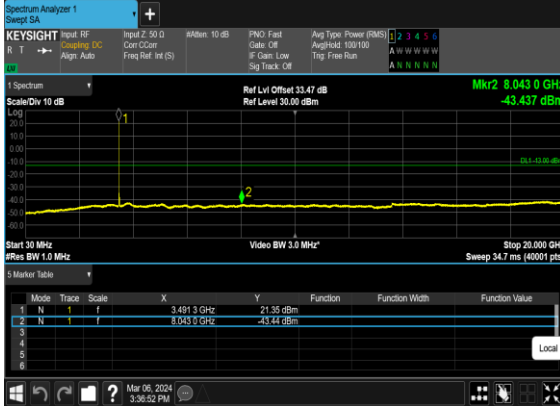 Spectrum Analyzer 1
Swept SA
+
KEYSIGHT
R T
Input: RF
Coupling: DC
Align: Auto
Input Z: 50 Ω
Corr CCorr
Freq Ref: Int (S)
#Atten: 10 dB
PNO: Fast
Gate: Off
IF Gain: Low
Sig Track: Off
Avg Type: Power (RMS)
Avg|Hold: 100/100
Trig: Free Run
1 2 3 4 5 6
A W W W W W
A N N N N N
1 Spectrum
Scale/Div 10 dB
Ref Lvl Offset 33.47 dB
Ref Level 30.00 dBm
Mkr2 8.043 0 GHz
-43.437 dBm
Log
20.0
10.0
0.00
-10.0
-20.0
-30.0
-40.0
-50.0
-60.0
1
2
DL1 -13.00 dBm
Start 30 MHz
#Res BW 1.0 MHz
Video BW 3.0 MHz*
Stop 20.000 GH
Sweep 34.7 ms (40001 pts
5 Marker Table
Mode Trace Scale X Y Function Function Width Function Value
1 N 1 f 3.491 3 GHz 21.35 dBm
2 N 1 f 8.043 0 GHz -43.44 dBm
3
4
5
6
Local
?
Mar 06, 2024
3:36:52 PM